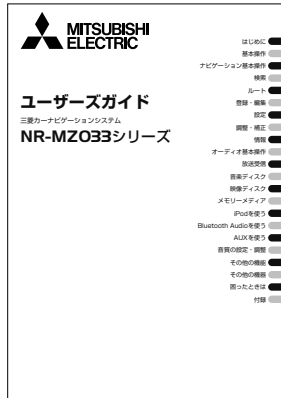 MITSUBISHI
ELECTRIC
ユーザーズガイド
三菱カーナビゲーションシステム
NR-MZ033シリーズ
はじめに
基本操作
ナビゲーション基本操作
検索
ルート
登録・編集
設定
調整・補正
情報
オーディオ基本操作
放送受信
音楽ディスク
映像ディスク
メモリーメディア
iPodを使う
Bluetooth Audioを使う
AUXを使う
音質の設定・調整
その他の機能
その他の機器
困ったときは
付録